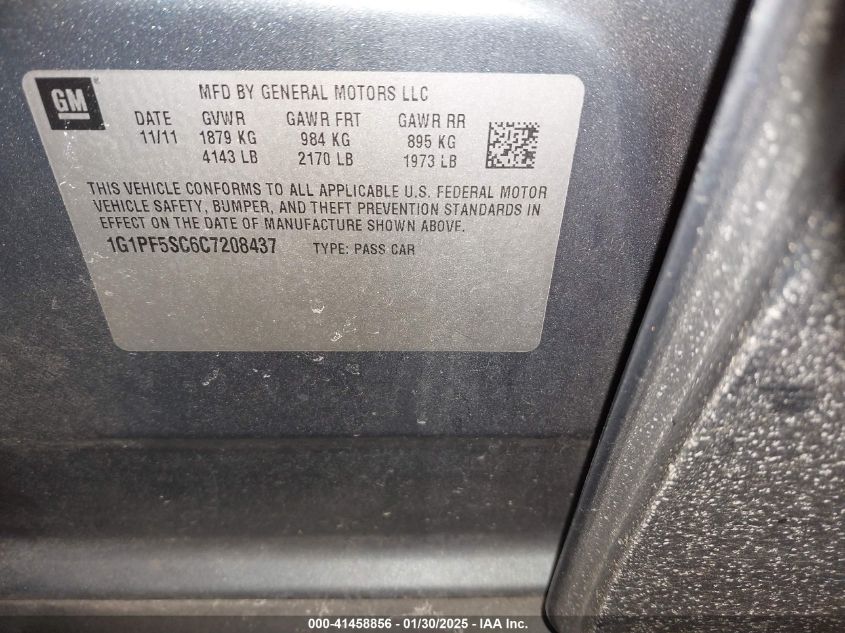 GM
MFD BY GENERAL MOTORS LLC
DATE GVWR GAWR FRT GAWR RR
11/11 1879 KG 984 KG 895 KG
4143 LB 2170 LB 1973 LB
THIS VEHICLE CONFORMS TO ALL APPLICABLE U.S. FEDERAL MOTOR
VEHICLE SAFETY, BUMPER, AND THEFT PREVENTION STANDARDS IN
EFFECT ON THE DATE OF MANUFACTURE SHOWN ABOVE.
1G1PF5SC6C7208437 TYPE: PASS CAR
000-41458856 - 01/30/2025 - IAA Inc.